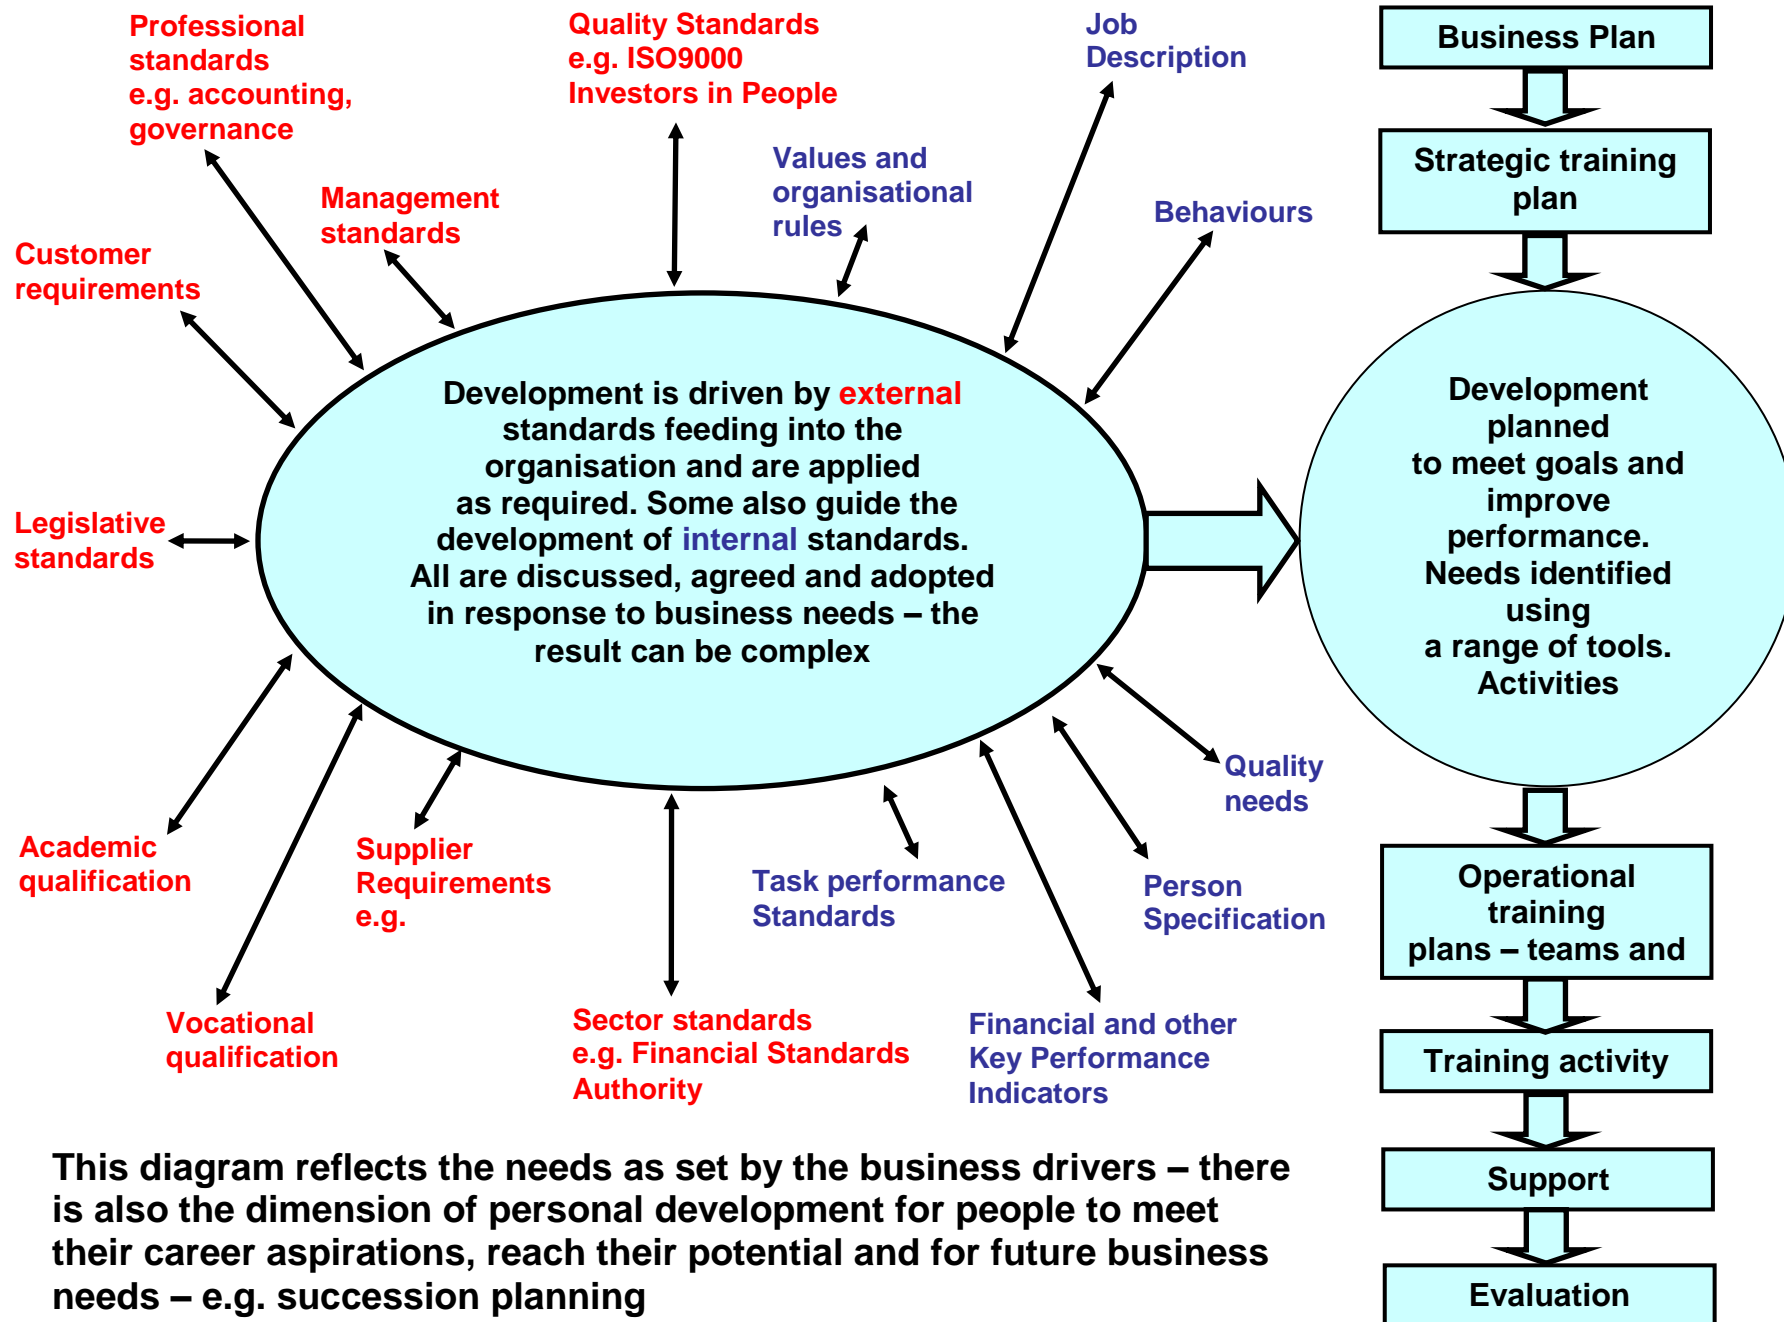 Professional
standards
e.g. accounting,
governance
Quality Standards
e.g. ISO9000
Investors in People
Job
Description
Management
standards
Values and
organisational
rules
Behaviours
Customer
requirements
Legislative
standards
Development is driven by external
standards feeding into the
organisation and are applied
as required. Some also guide the
development of internal standards.
All are discussed, agreed and adopted
in response to business needs – the
result can be complex
Academic
qualification
Vocational
qualification
Supplier
Requirements
e.g.
Sector standards
e.g. Financial Standards
Authority
Task performance
Standards
Financial and other
Key Performance
Indicators
Person
Specification
Quality
needs
Business Plan
Strategic training
plan
Development
planned
to meet goals and
improve
performance.
Needs identified
using
a range of tools.
Activities
Operational
training
plans – teams and
Training activity
Support
Evaluation
This diagram reflects the needs as set by the business drivers – there
is also the dimension of personal development for people to meet
their career aspirations, reach their potential and for future business
needs – e.g. succession planning